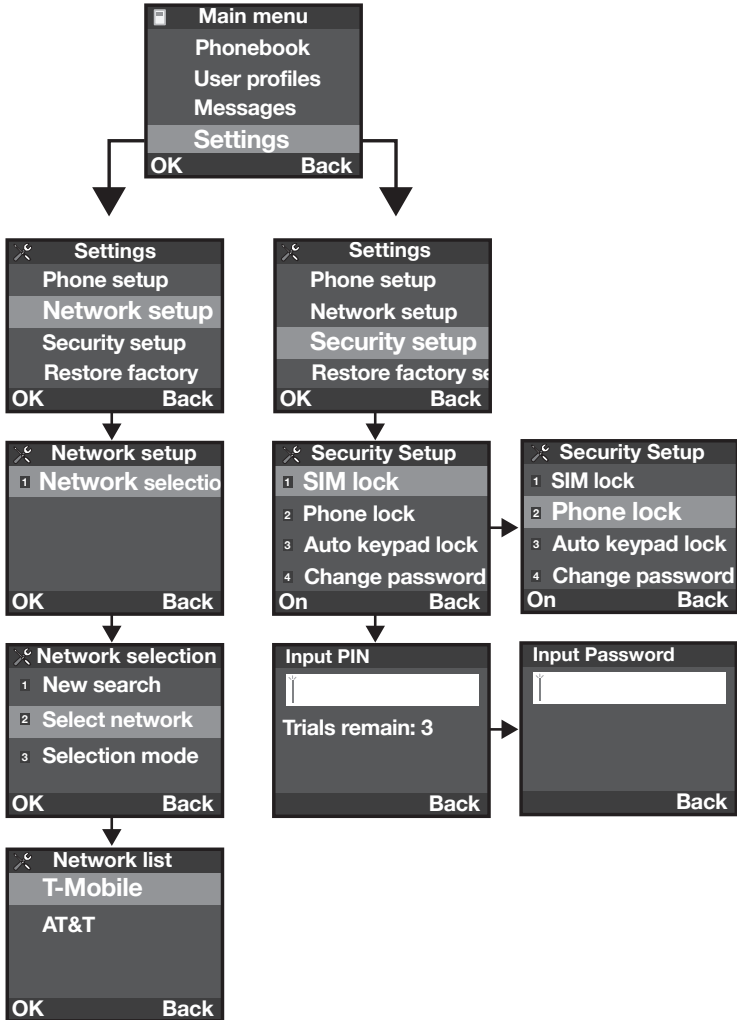 Main menu
Phonebook
User profiles
Messages
Settings
OK Back
Settings
Phone setup
Network setup
Security setup
Restore factory
OK Back
Settings
Phone setup
Network setup
Security setup
Restore factory se
OK Back
Network setup
1 Network selectio
OK Back
Security Setup
1 SIM lock
2 Phone lock
3 Auto keypad lock
4 Change password
On Back
Security Setup
1 SIM lock
2 Phone lock
3 Auto keypad lock
4 Change password
On Back
Network selection
1 New search
2 Select network
3 Selection mode
OK Back
Input PIN
Trials remain: 3
Back
Input Password
Back
Network list
T-Mobile
AT&T
OK Back